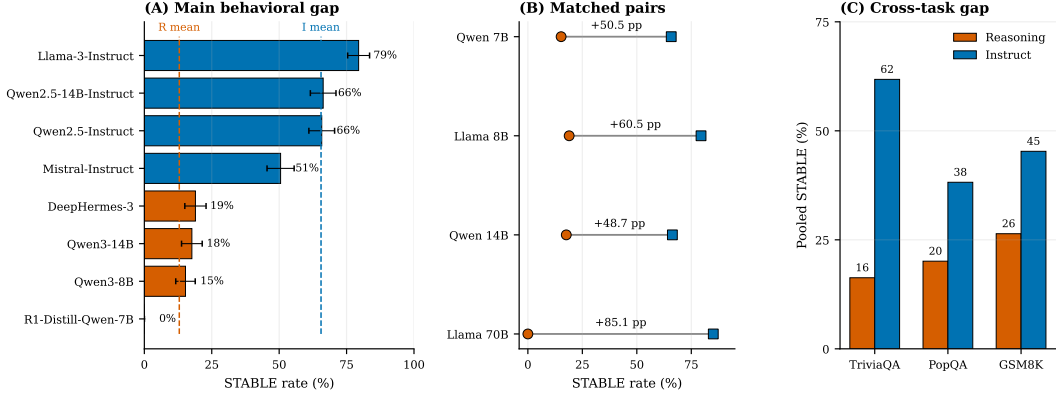 (A) Main behavioral gap
R mean
I mean
Llama-3-Instruct
79%
Qwen2.5-14B-Instruct
66%
Qwen2.5-Instruct
66%
Mistral-Instruct
51%
DeepHermes-3
19%
Qwen3-14B
18%
Qwen3-8B
15%
R1-Distill-Qwen-7B
0%
0
25
50
75
100
STABLE rate (%)
(B) Matched pairs
Qwen 7B
+50.5 pp
Llama 8B
+60.5 pp
Qwen 14B
+48.7 pp
Llama 70B
+85.1 pp
0
25
50
75
STABLE rate (%)
(C) Cross-task gap
Reasoning
Instruct
Pooled STABLE (%)
75
50
25
0
16
62
20
38
26
45
TriviaQA
PopQA
GSM8K